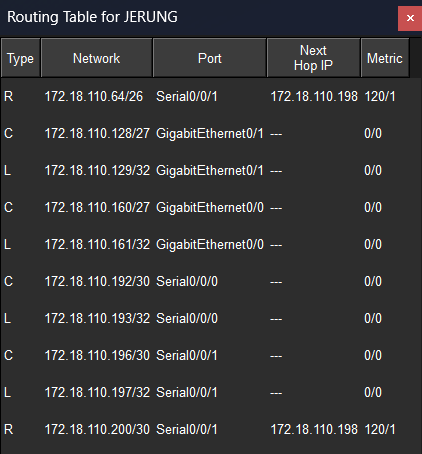 Routing Table for JERUNG
Type Network Port Next Hop IP Metric
R 172.18.110.64/26 Serial0/0/1 172.18.110.198 120/1
C 172.18.110.128/27 GigabitEthernet0/1 --- 0/0
L 172.18.110.129/32 GigabitEthernet0/1 --- 0/0
C 172.18.110.160/27 GigabitEthernet0/0 --- 0/0
L 172.18.110.161/32 GigabitEthernet0/0 --- 0/0
C 172.18.110.192/30 Serial0/0/0 --- 0/0
L 172.18.110.193/32 Serial0/0/0 --- 0/0
C 172.18.110.196/30 Serial0/0/1 --- 0/0
L 172.18.110.197/32 Serial0/0/1 --- 0/0
R 172.18.110.200/30 Serial0/0/1 172.18.110.198 120/1